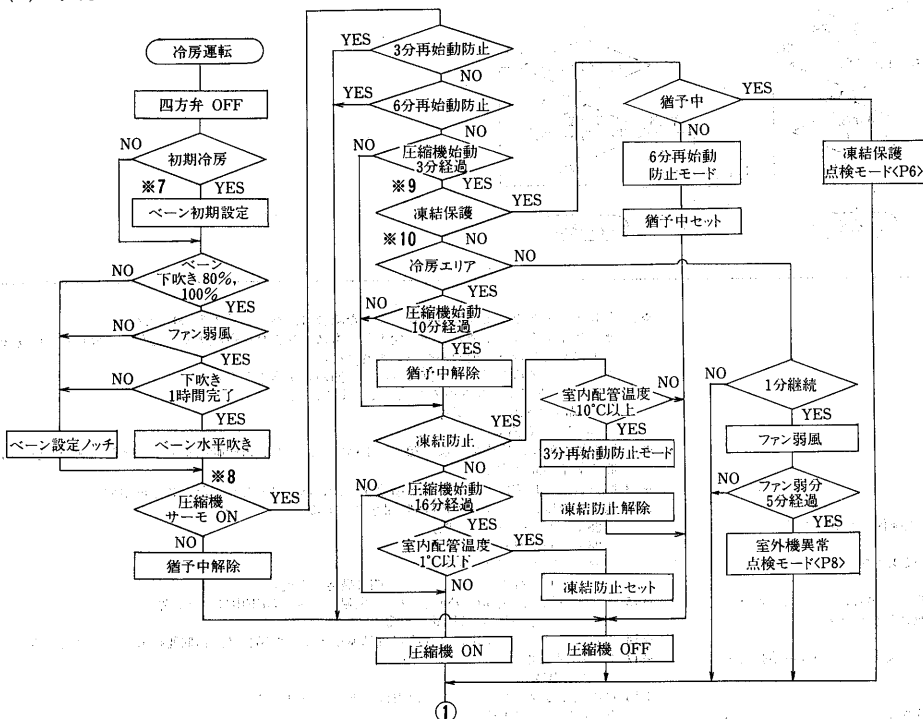 冷房運転
四方弁 OFF
初期冷房
NO
YES
※7
ベーン初期設定
ベーン
下吹き 80%,
100%
NO
YES
ファン弱風
NO
YES
下吹き
1時間完了
NO
YES
ベーン設定ノッチ
ベーン水平吹き
※8
圧縮機
サーモ ON
YES
NO
猶予中解除
3分再始動防止
YES
NO
6分再始動防止
YES
NO
圧縮機始動
3分経過
NO
YES
※9
凍結保護
YES
NO
※10
冷房エリア
NO
YES
圧縮機始動
10分経過
NO
YES
猶予中解除
凍結防止
YES
NO
圧縮機始動
16分経過
NO
YES
室内配管温度
1℃以下
YES
NO
圧縮機 ON
猶予中
YES
NO
6分再始動
防止モード
猶予中セット
凍結保護
点検モード<P6>
室内配管温度
10℃以上
NO
YES
3分再始動防止モード
凍結防止解除
凍結防止セット
圧縮機 OFF
1分継続
NO
YES
ファン弱風
ファン弱分
5分経過
NO
YES
室外機異常
点検モード<P8>
①